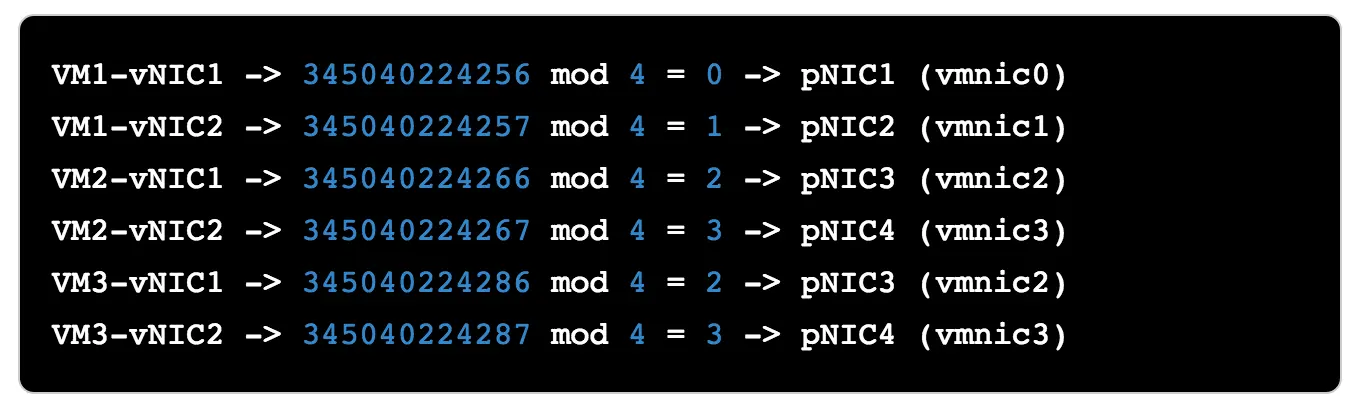 VM1-vNIC1 -> 345040224256 mod 4 = 0 -> pNIC1 (vmnic0)
VM1-vNIC2 -> 345040224257 mod 4 = 1 -> pNIC2 (vmnic1)
VM2-vNIC1 -> 345040224266 mod 4 = 2 -> pNIC3 (vmnic2)
VM2-vNIC2 -> 345040224267 mod 4 = 3 -> pNIC4 (vmnic3)
VM3-vNIC1 -> 345040224286 mod 4 = 2 -> pNIC3 (vmnic2)
VM3-vNIC2 -> 345040224287 mod 4 = 3 -> pNIC4 (vmnic3)